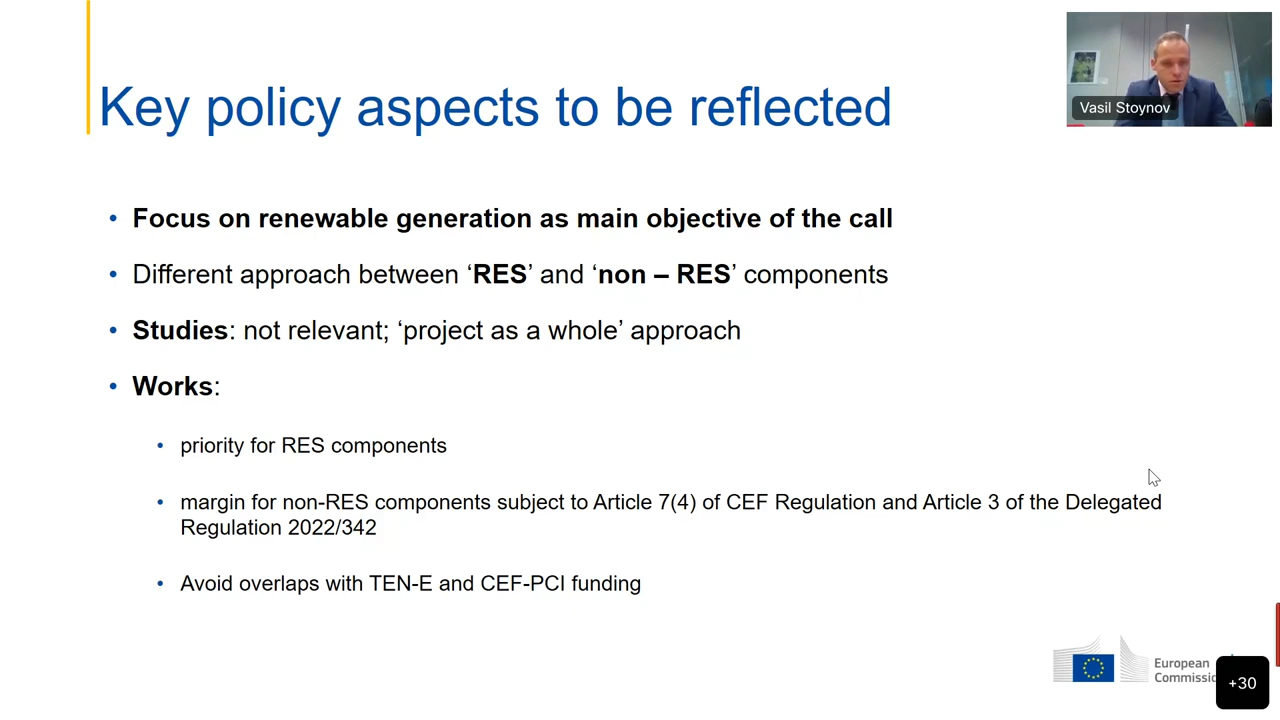 Key policy aspects to be reflected
Vasil Stoynov
• Focus on renewable generation as main objective of the call
• Different approach between ‘RES’ and ‘non – RES’ components
• Studies: not relevant; ‘project as a whole’ approach
• Works:
• priority for RES components
• margin for non-RES components subject to Article 7(4) of CEF Regulation and Article 3 of the Delegated
Regulation 2022/342
• Avoid overlaps with TEN-E and CEF-PCI funding
European
Commissi
+30